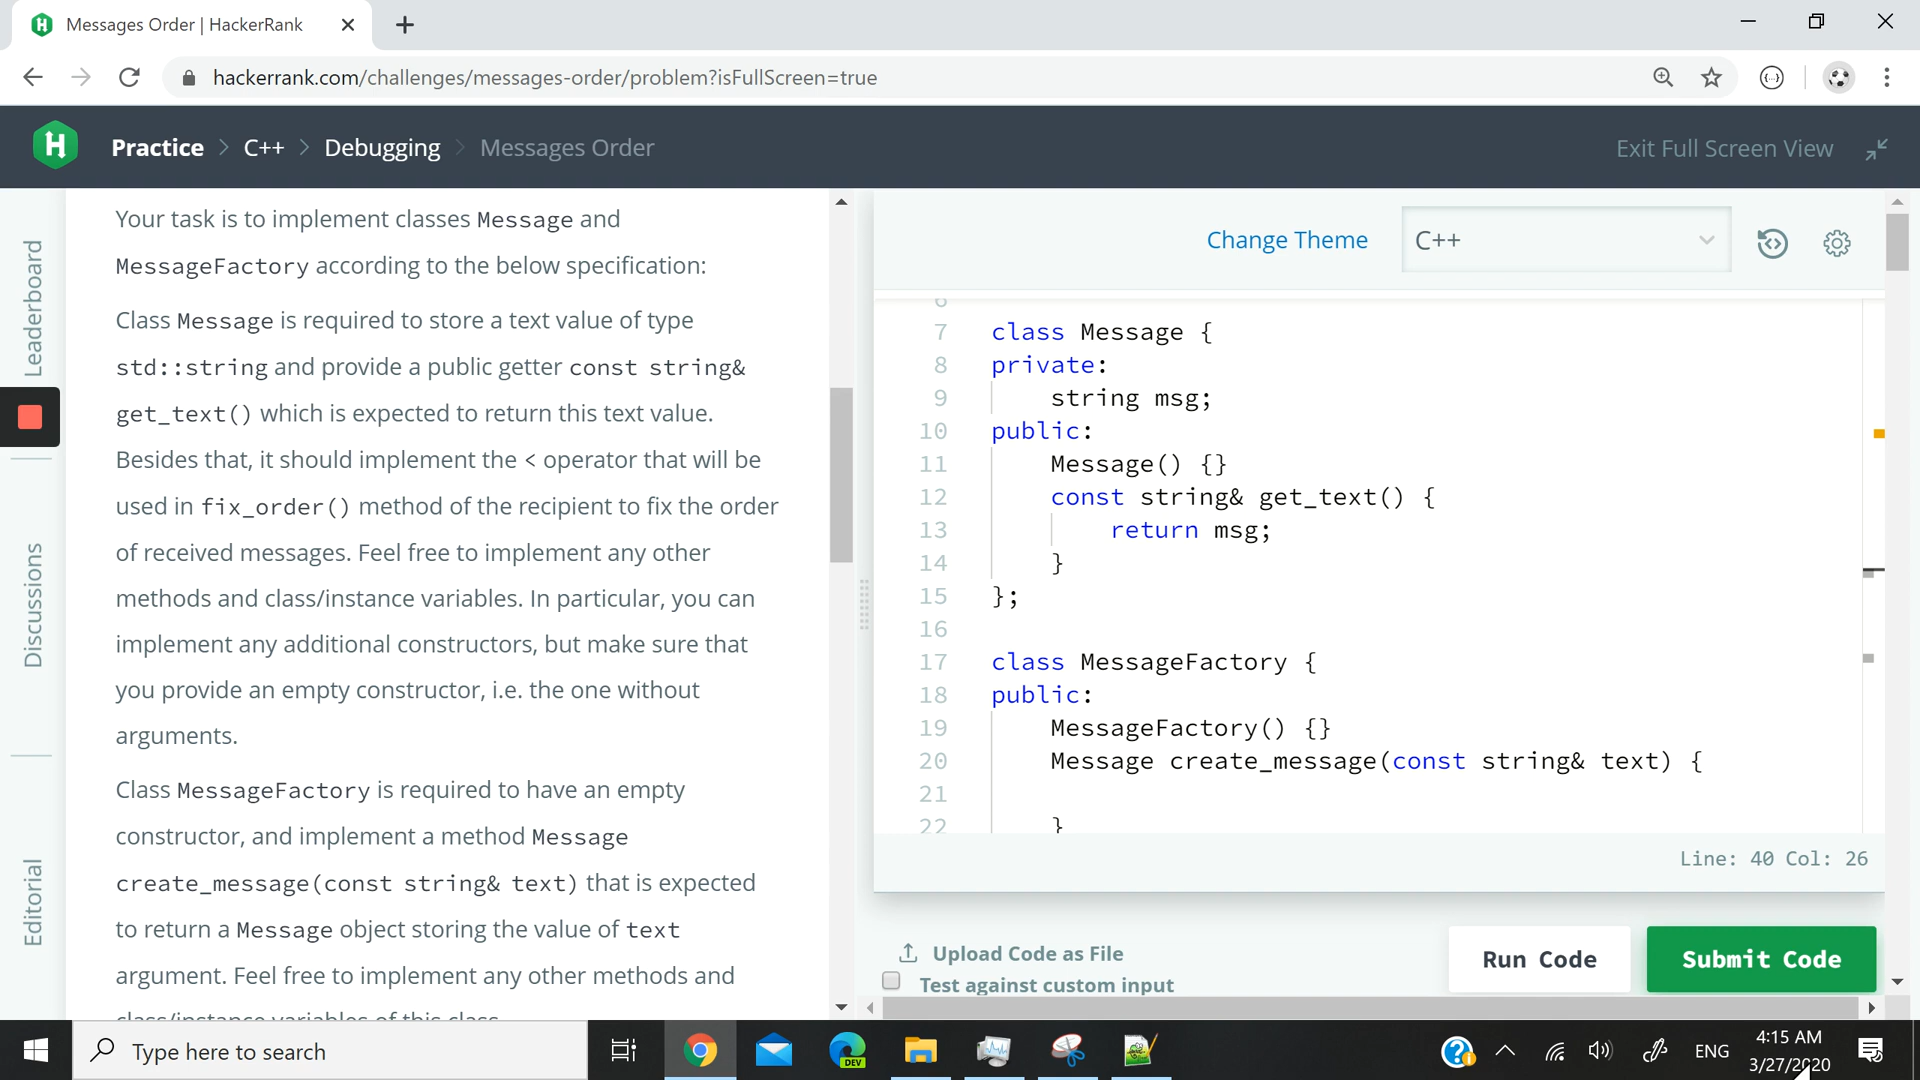 Messages Order | HackerRank
hackerrank.com/challenges/messages-order/problem?isFullScreen=true
Practice > C++ > Debugging > Messages Order
Exit Full Screen View
Leaderboard
Discussions
Editorial
Your task is to implement classes Message and
MessageFactory according to the below specification:
Class Message is required to store a text value of type
std::string and provide a public getter const string&
get_text() which is expected to return this text value.
Besides that, it should implement the < operator that will be
used in fix_order() method of the recipient to fix the order
of received messages. Feel free to implement any other
methods and class/instance variables. In particular, you can
implement any additional constructors, but make sure that
you provide an empty constructor, i.e. the one without
arguments.
Class MessageFactory is required to have an empty
constructor, and implement a method Message
create_message(const string& text) that is expected
to return a Message object storing the value of text
argument. Feel free to implement any other methods and
class/instance variables of this class.
Change Theme
C++
6
7 class Message {
8 private:
9 string msg;
10 public:
11 Message() {}
12 const string& get_text() {
13 return msg;
14 }
15 };
16
17 class MessageFactory {
18 public:
19 MessageFactory() {}
20 Message create_message(const string& text) {
21
22 }
Line: 40 Col: 26
Upload Code as File
Test against custom input
Run Code
Submit Code
Type here to search
DEV
ENG
4:15 AM
3/27/2020